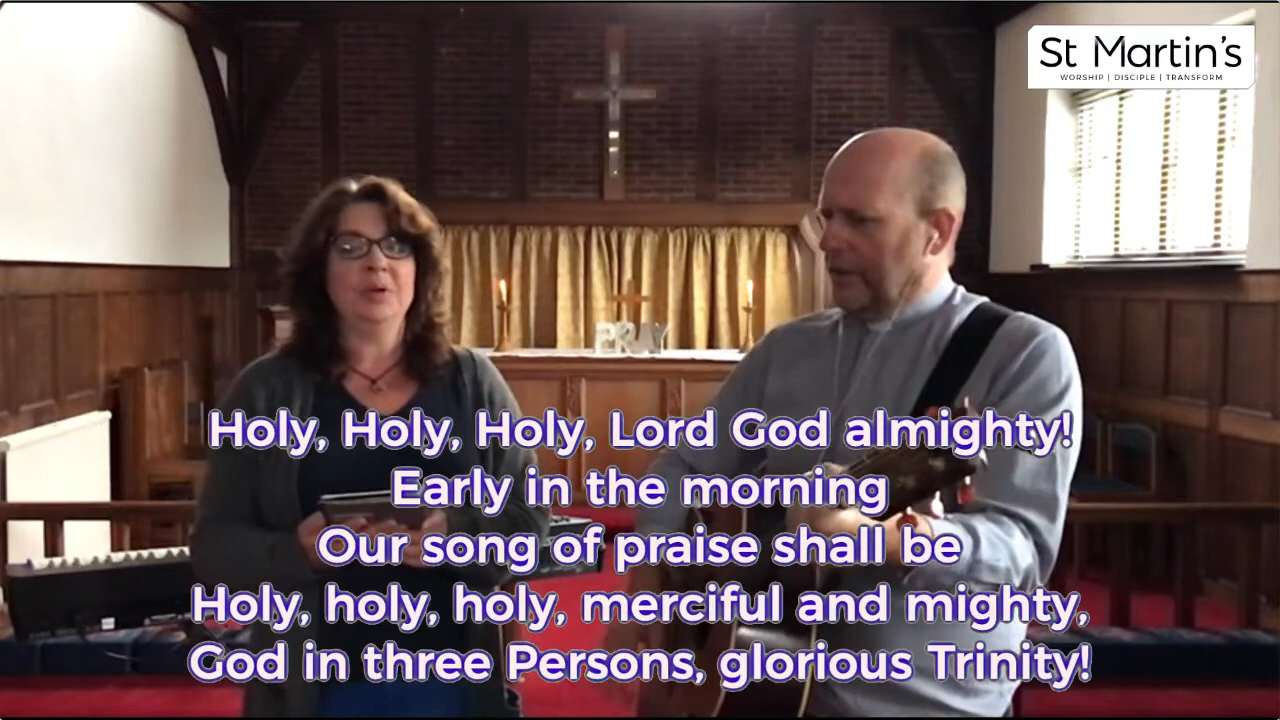 St Martin's
WORSHIP | DISCIPLE | TRANSFORM
PRAY
Holy, Holy, Holy, Lord God almighty!
Early in the morning
Our song of praise shall be
Holy, holy, holy, merciful and mighty,
God in three Persons, glorious Trinity!